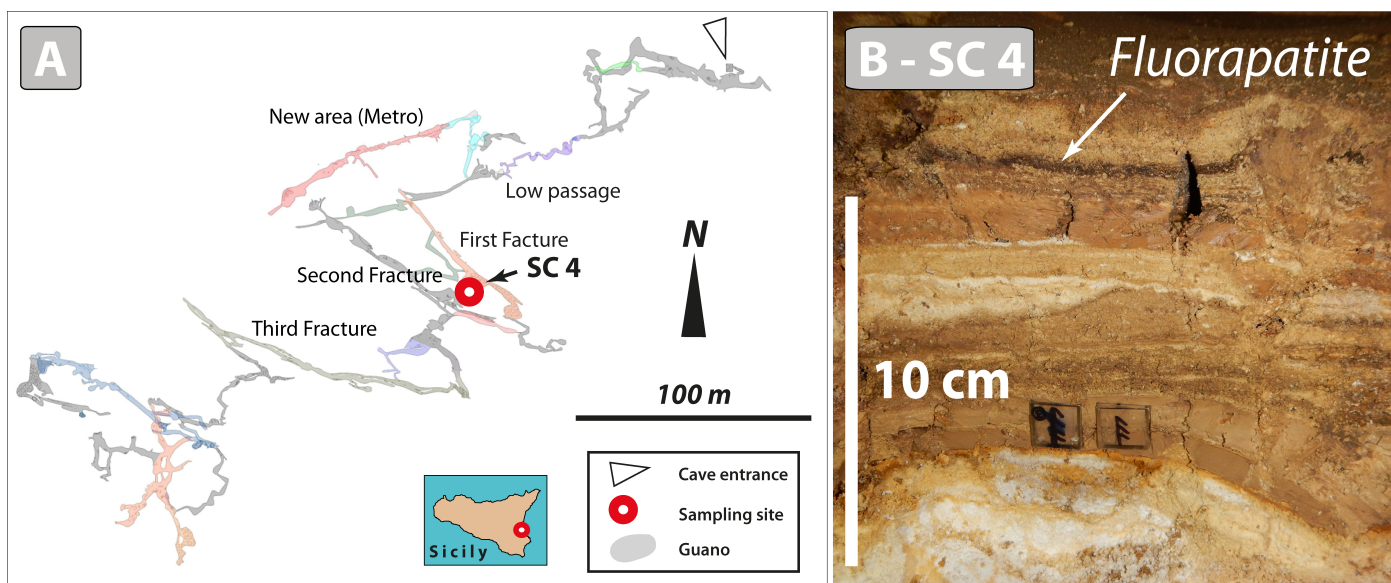 A
New area (Metro)
Low passage
First Facture
SC 4
Second Fracture
Third Fracture
N
100 m
Cave entrance
Sampling site
Guano
Sicily
B - SC 4
Fluorapatite
10 cm